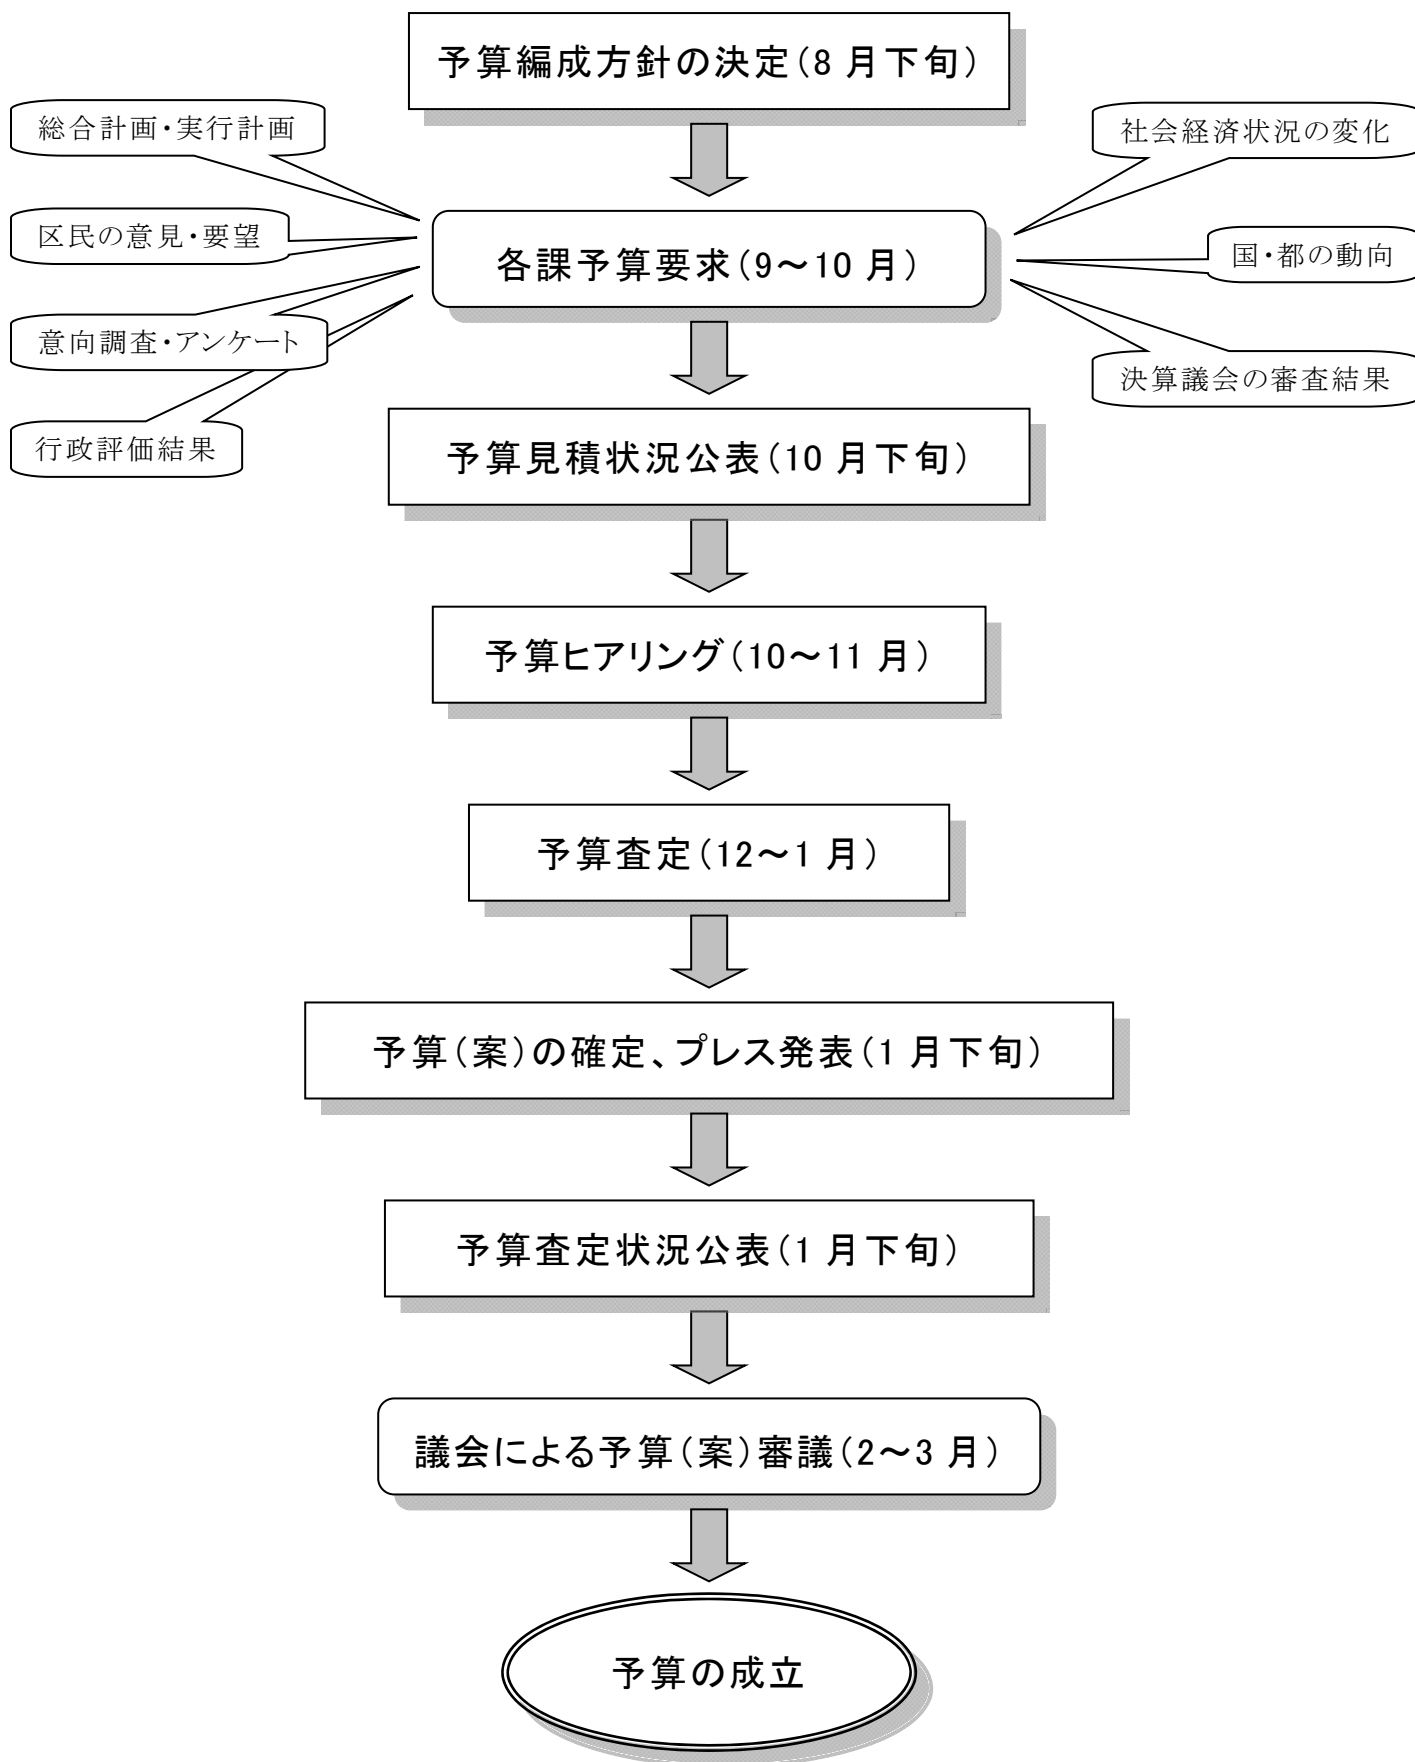 予算編成方針の決定（8 月下旬）
総合計画・実行計画
社会経済状況の変化
区民の意見・要望
各課予算要求（9～10 月）
国・都の動向
意向調査・アンケート
決算議会の審査結果
行政評価結果
予算見積状況公表（10 月下旬）
予算ヒアリング（10～11 月）
予算査定（12～1 月）
予算（案）の確定、プレス発表（1 月下旬）
予算査定状況公表（1 月下旬）
議会による予算（案）審議（2～3 月）
予算の成立